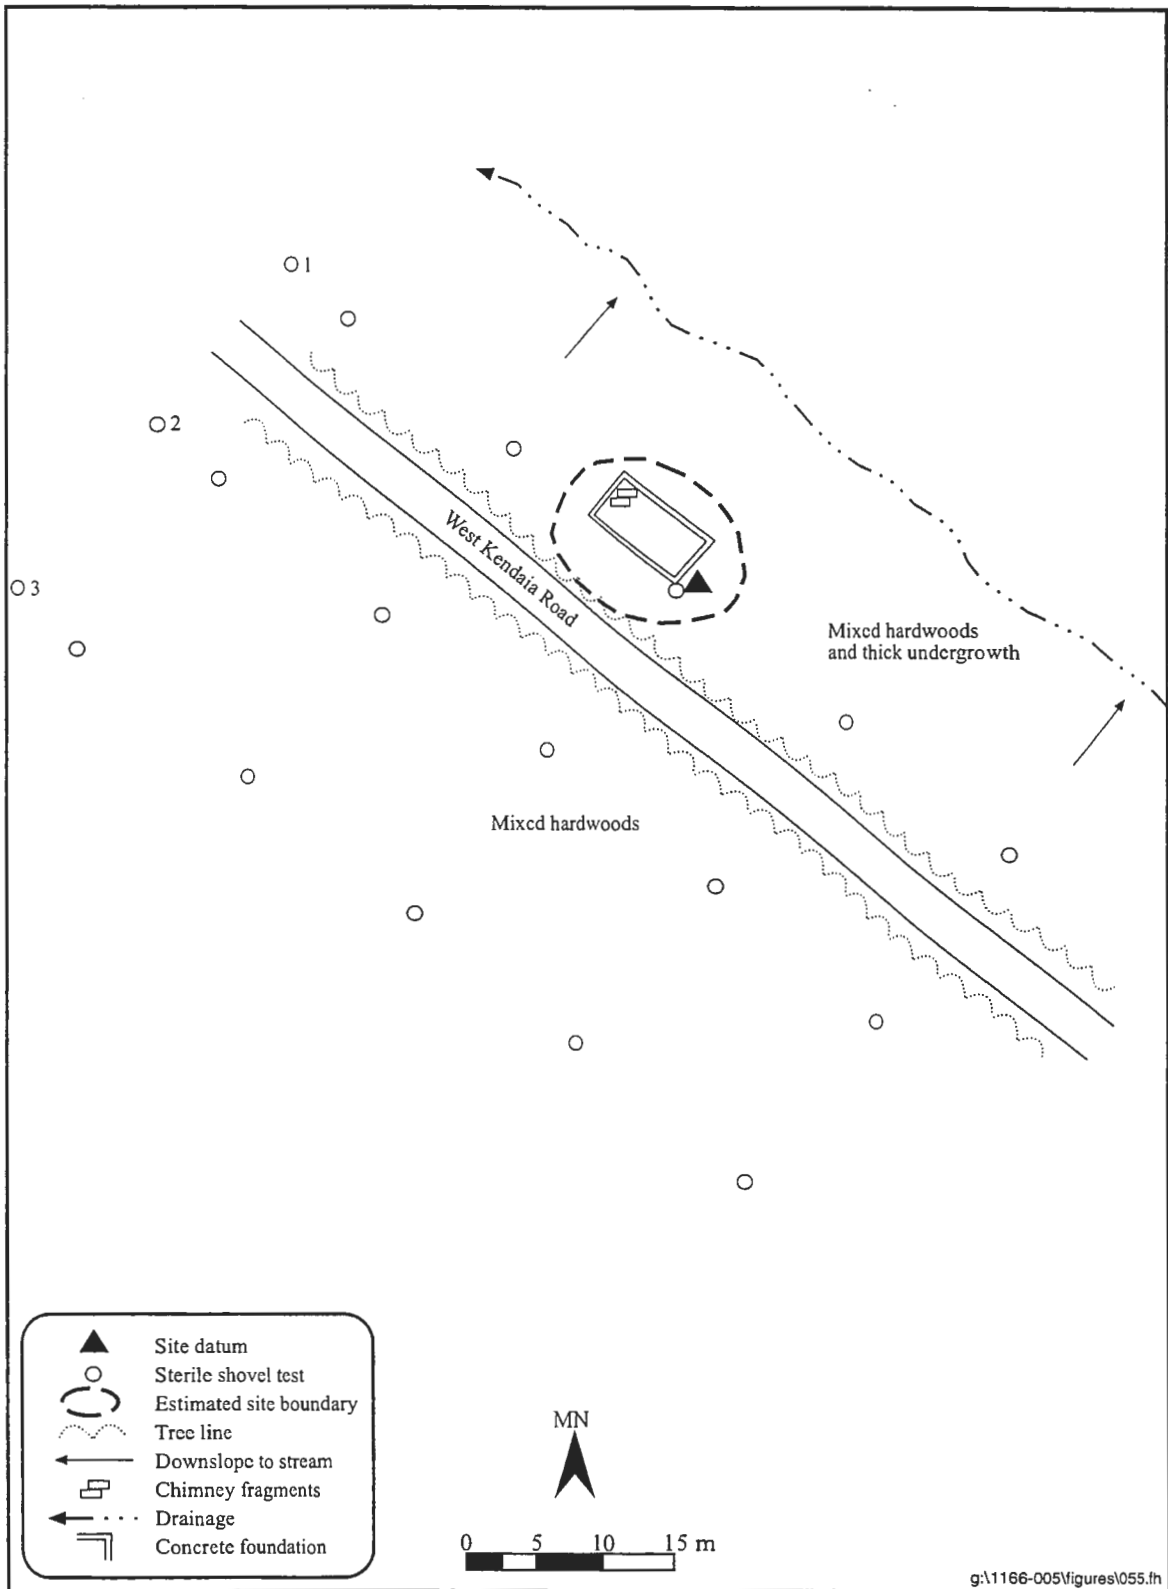 1
2
3
West Kendaia Road
Mixed hardwoods
and thick undergrowth
Mixed hardwoods
Site datum
Sterile shovel test
Estimated site boundary
Tree line
Downslope to stream
Chimney fragments
Drainage
Concrete foundation
MN
0 5 10 15 m
g:\1166-005\figures\055.fh